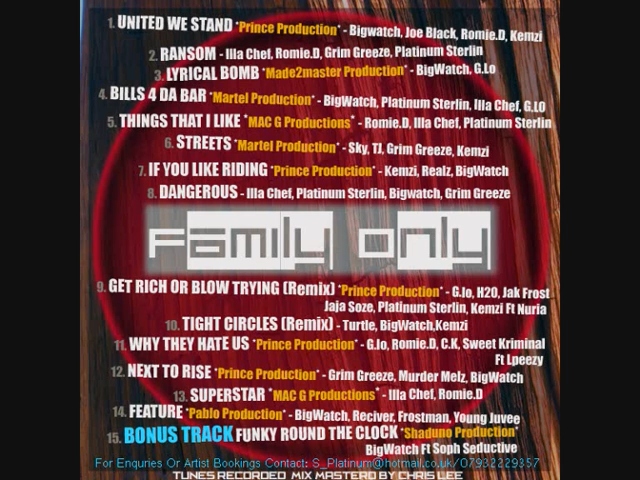 1. UNITED WE STAND *Prince Production* - Bigwatch, Joe Black, Romie.D, Kemzi
2. RANSOM - Illa Chef, Romie.D, Grim Greeze, Platinum Sterlin
3. LYRICAL BOMB *Made2master Production* - BigWatch, G.Lo
4. BILLS 4 DA BAR *Martel Production* - BigWatch, Platinum Sterlin, Illa Chef, G.LO
5. THINGS THAT I LIKE *MAC G Productions* - Romie.D, Illa Chef, Platinum Sterlin
6. STREETS *Martel Production* - Sky, TJ, Grim Greeze, Kemzi
7. IF YOU LIKE RIDING *Prince Production* - Kemzi, Realz, BigWatch
8. DANGEROUS - Illa Chef, Platinum Sterlin, Bigwatch, Grim Greeze
Family Only
9. GET RICH OR BLOW TRYING (Remix) *Prince Production* - G.lo, H2O, Jak Frost
Jaja Soze, Platinum Sterlin, Kemzi Ft Nuria
10. TIGHT CIRCLES (Remix) - Turtle, BigWatch,Kemzi
11. WHY THEY HATE US *Prince Production* - G.lo, Romie.D, C.K, Sweet Kriminal
Ft Lpeezy
12. NEXT TO RISE *Prince Production* - Grim Greeze, Murder Melz, BigWatch
13. SUPERSTAR *MAC G Productions* - Illa Chef, Romie.D
14. FEATURE *Pablo Production* - BigWatch, Reciver, Frostman, Young Juvee
15. BONUS TRACK FUNKY ROUND THE CLOCK *Shaduno Production*
BigWatch Ft Soph Seductive
For Enquries Or Artist Bookings Contact: S_Platinum@hotmail.co.uk/07932229357
TUNES RECORDED MIX MASTERD BY CHRIS LEE